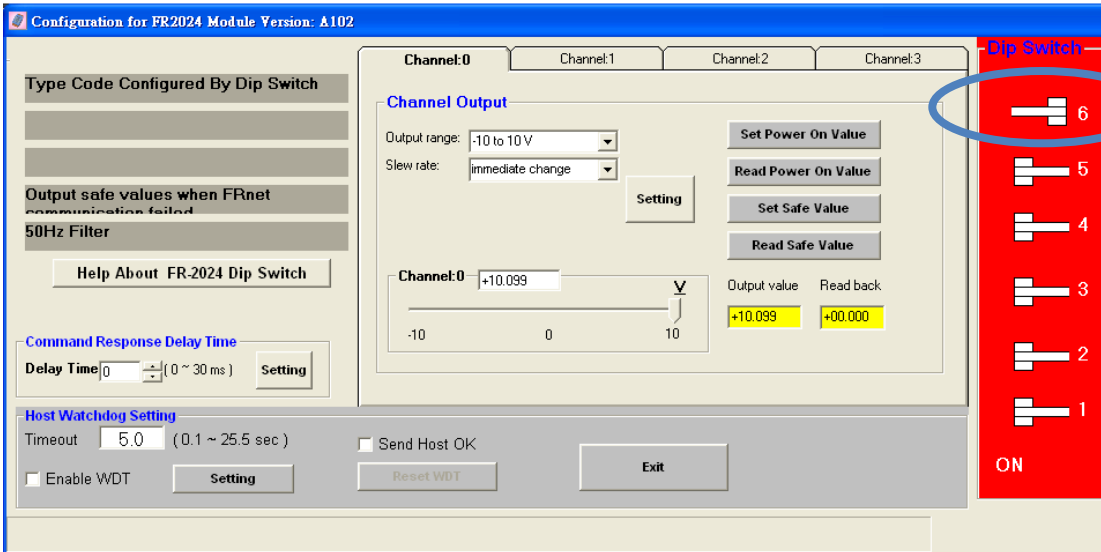 Configuration for FR2024 Module Version: A102
Type Code Configured By Dip Switch
Output safe values when FRnet
communication failed
50Hz Filter
Help About FR-2024 Dip Switch
Command Response Delay Time
Delay Time 0 ( 0 ~ 30 ms ) Setting
Channel:0 Channel:1 Channel:2 Channel:3
Channel Output
Output range: -10 to 10 V
Slew rate: immediate change
Setting
Set Power On Value
Read Power On Value
Set Safe Value
Read Safe Value
Channel:0 +10.099
V
-10 0 10
Output value Read back
+10.099 +00.000
Host Watchdog Setting
Timeout 5.0 ( 0.1 ~ 25.5 sec )
Enable WDT Setting
Send Host OK
Reset WDT
Exit
Dip Switch
6
5
4
3
2
1
ON